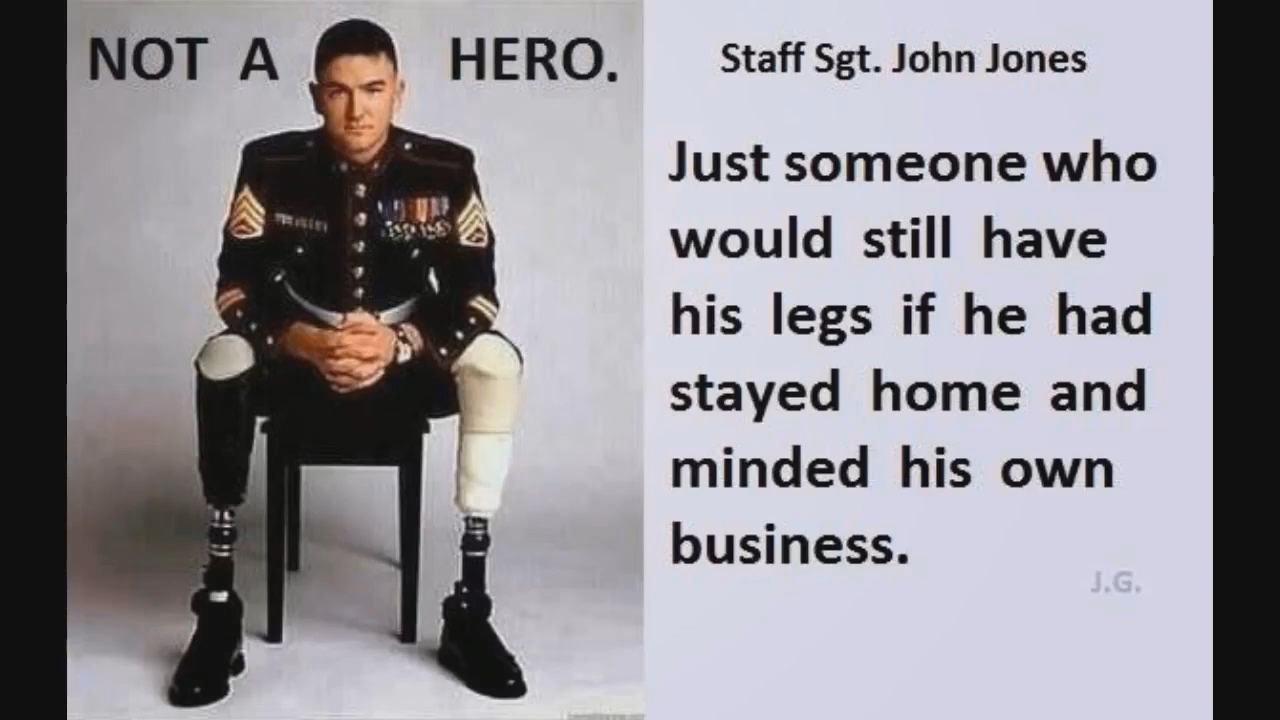 NOT A HERO.
Staff Sgt. John Jones
Just someone who
would still have
his legs if he had
stayed home and
minded his own
business.
J.G.